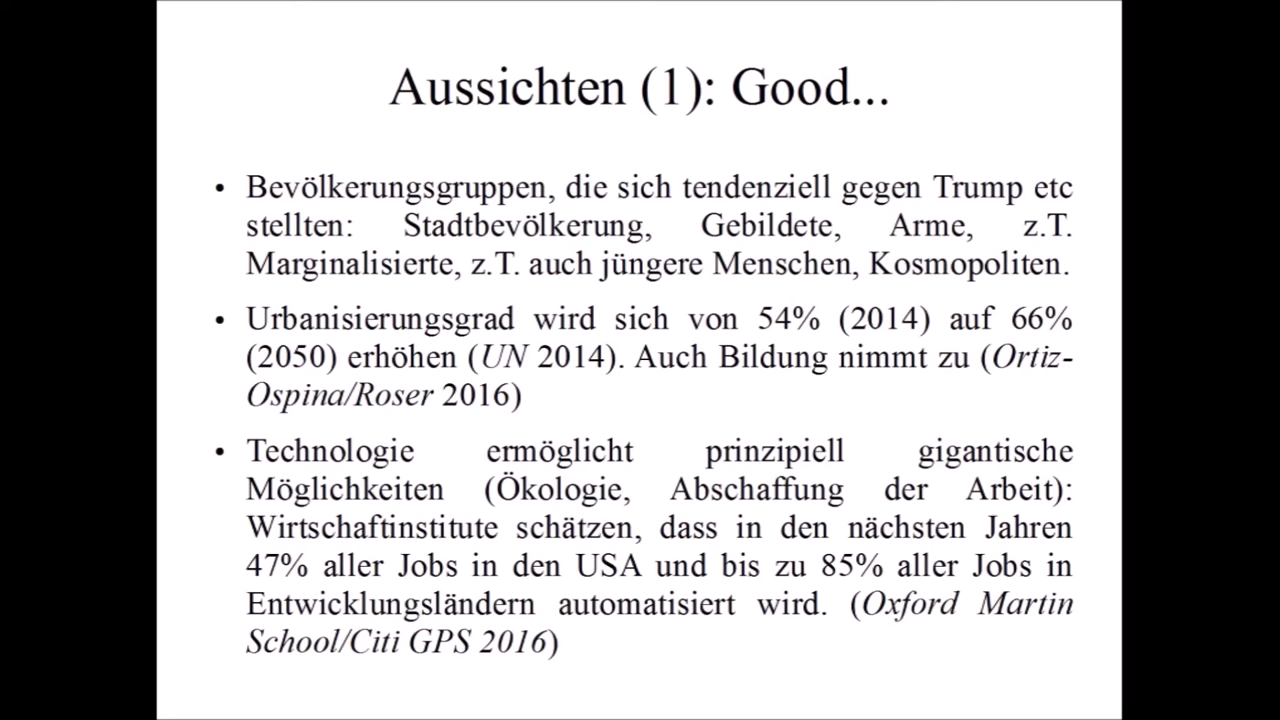 Aussichten (1): Good...
• Bevölkerungsgruppen, die sich tendenziell gegen Trump etc
stellten: Stadtbevölkerung, Gebildete, Arme, z.T.
Marginalisierte, z.T. auch jüngere Menschen, Kosmopoliten.
• Urbanisierungsgrad wird sich von 54% (2014) auf 66%
(2050) erhöhen (UN 2014). Auch Bildung nimmt zu (Ortiz-
Ospina/Roser 2016)
• Technologie ermöglicht prinzipiell gigantische
Möglichkeiten (Ökologie, Abschaffung der Arbeit):
Wirtschaftinstitute schätzen, dass in den nächsten Jahren
47% aller Jobs in den USA und bis zu 85% aller Jobs in
Entwicklungsländern automatisiert wird. (Oxford Martin
School/Citi GPS 2016)